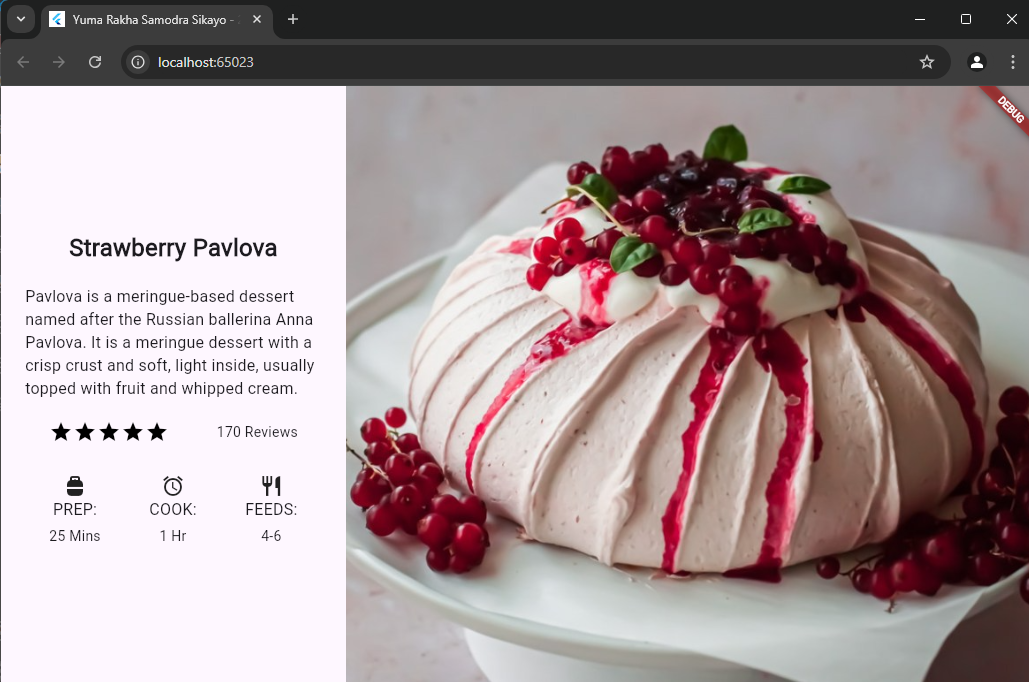 Yuma Rakha Samodra Sikayo -
localhost:65023
DEBUG
Strawberry Pavlova
Pavlova is a meringue-based dessert
named after the Russian ballerina Anna
Pavlova. It is a meringue dessert with a
crisp crust and soft, light inside, usually
topped with fruit and whipped cream.
170 Reviews
PREP: COOK: FEEDS:
25 Mins 1 Hr 4-6